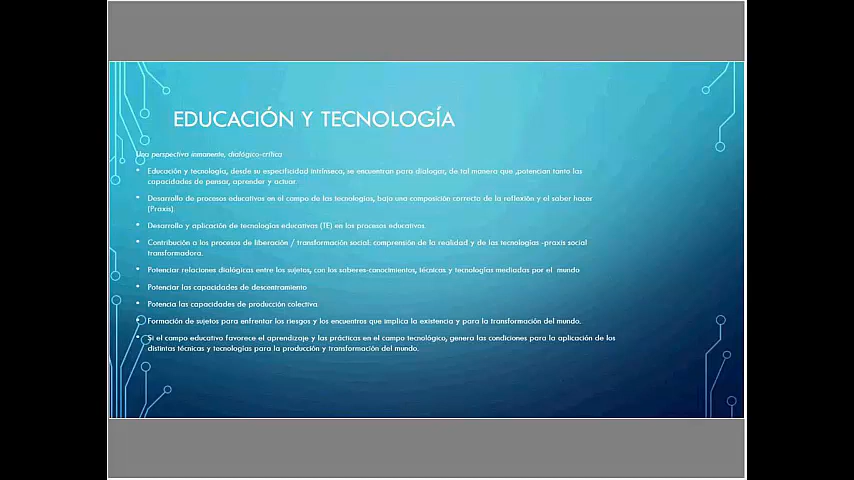 EDUCACIÓN Y TECNOLOGÍA
Una perspectiva inmanente, dialógico-crítica
• Educación y tecnología, desde su especificidad intrínseca, se encuentran para dialogar, de tal manera que ,potencian tanto las
capacidades de pensar, aprender y actuar.
• Desarrollo de procesos educativos en el campo de las tecnologías, bajo una composición correcta de la reflexión y el saber hacer
(Praxis).
• Desarrollo y aplicación de tecnologías educativas (TE) en los procesos educativos.
• Contribución a los procesos de liberación / transformación social. comprensión de la realidad y de las tecnologías -praxis social
transformadora.
• Potenciar relaciones dialógicas entre los sujetos, con los saberes-conocimientos, técnicas y tecnologías mediadas por el mundo
• Potenciar las capacidades de descentramiento
• Potencia las capacidades de producción colectiva
• Formación de sujetos para enfrentar los riesgos y los encuentros que implica la existencia y para la transformación del mundo.
• Si el campo educativo favorece el aprendizaje y las prácticas en el campo tecnológico, genera las condiciones para la aplicación de los
distintas técnicas y tecnologías para la producción y transformación del mundo.